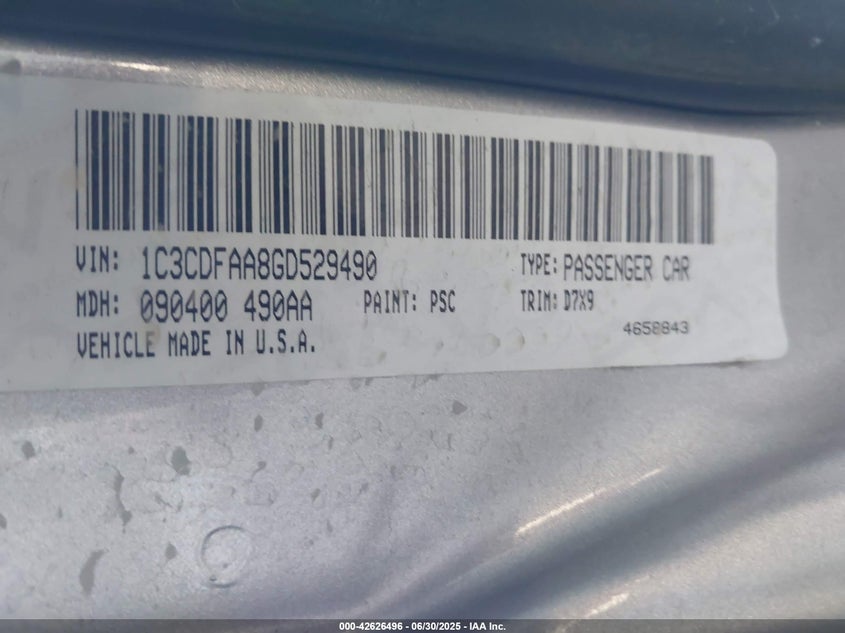 VIN: 1C3CDFAA8GD529490 TYPE: PASSENGER CAR
MDH: 090400 490AA PAINT: PSC TRIM: D7X9
VEHICLE MADE IN U.S.A. 4658843
000-42626496 - 06/30/2025 - IAA Inc.